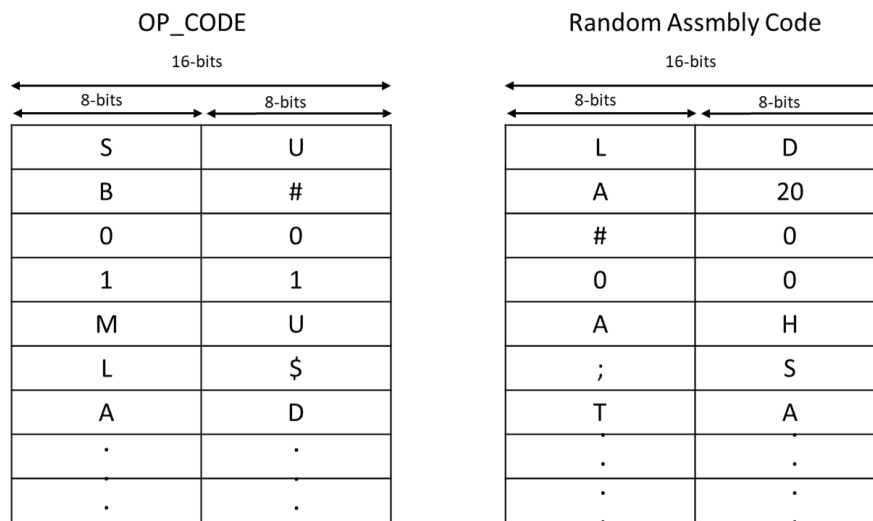 OP_CODE Random Assmbly Code
16-bits 16-bits
8-bits 8-bits 8-bits 8-bits
S U L D
B # A 20
0 0 # 0
1 1 0 0
M U A H
L $ ; S
A D T A
. . . .
. . . .